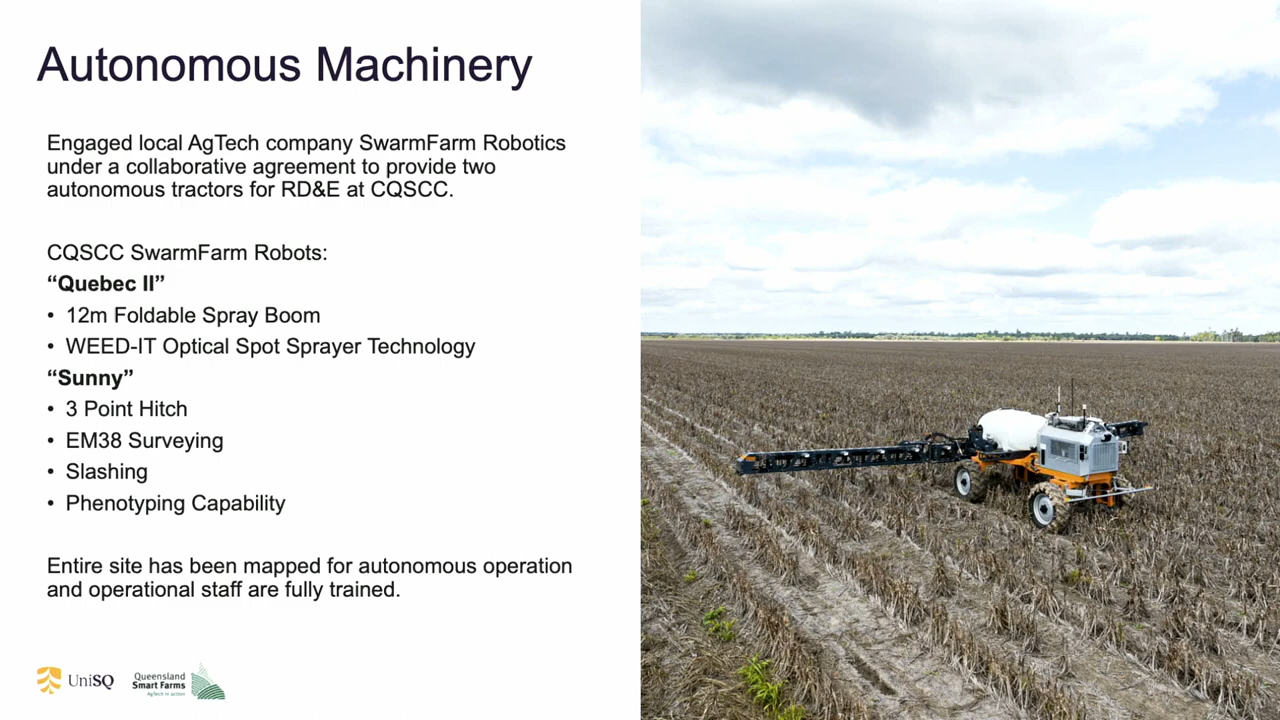 Autonomous Machinery
Engaged local AgTech company SwarmFarm Robotics
under a collaborative agreement to provide two
autonomous tractors for RD&E at CQSCC.
CQSCC SwarmFarm Robots:
“Quebec II”
• 12m Foldable Spray Boom
• WEED-IT Optical Spot Sprayer Technology
“Sunny”
• 3 Point Hitch
• EM38 Surveying
• Slashing
• Phenotyping Capability
Entire site has been mapped for autonomous operation
and operational staff are fully trained.
UniSQ
Queensland
Smart Farms
AgTech in action